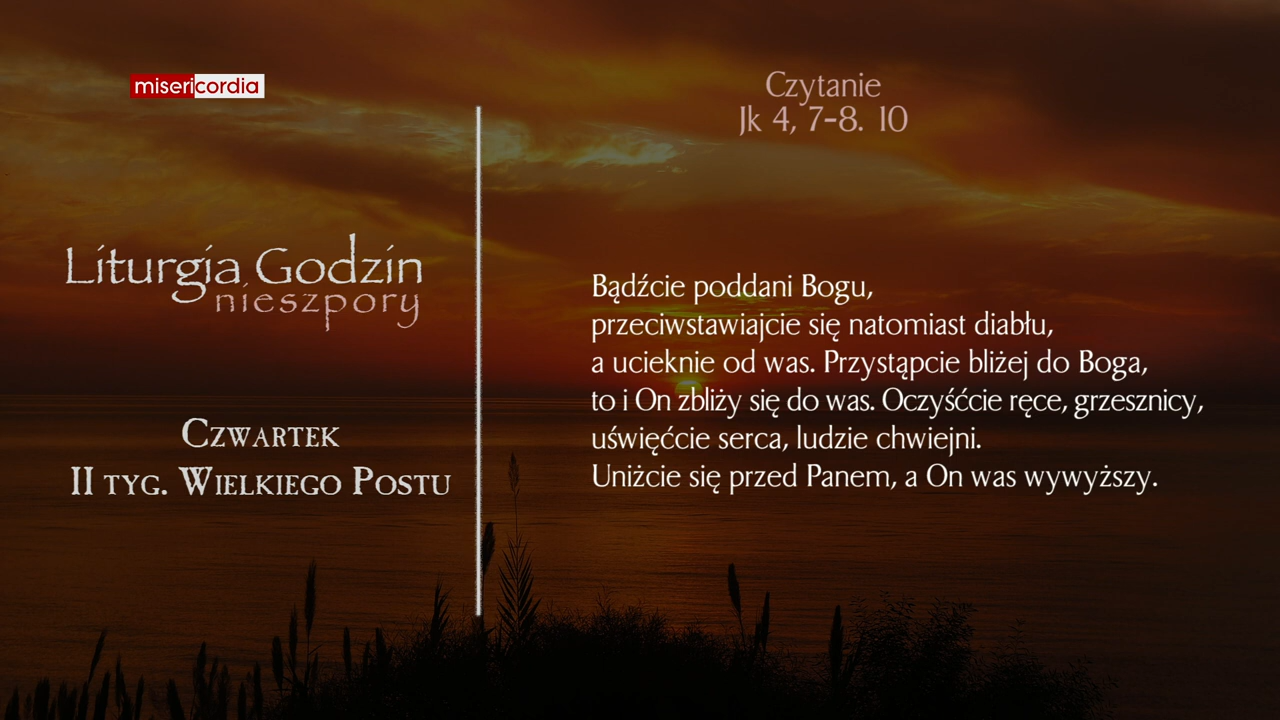 misericordia
Liturgia Godzin
nieszpory
Czwartek
II tyg. Wielkiego Postu
Czytanie
Jk 4, 7-8. 10
Bądźcie poddani Bogu,
przeciwstawiajcie się natomiast diabłu,
a ucieknie od was. Przystąpcie bliżej do Boga,
to i On zbliży się do was. Oczyśćcie ręce, grzesznicy,
uświęćcie serca, ludzie chwiejni.
Uniżcie się przed Panem, a On was wywyższy.